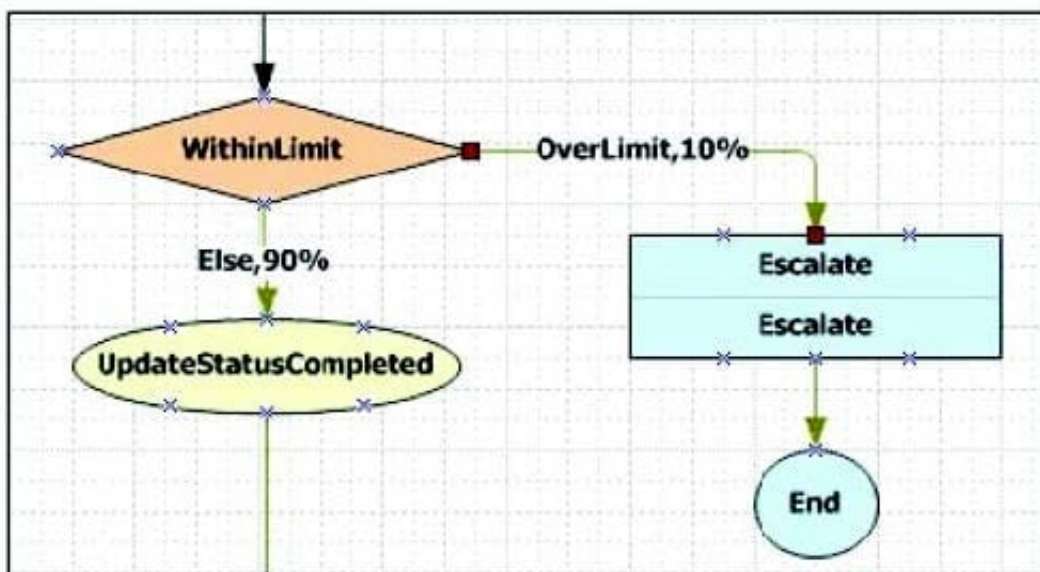 WithinLimit
OverLimit,10%
Else,90%
Escalate
Escalate
UpdateStatusCompleted
End